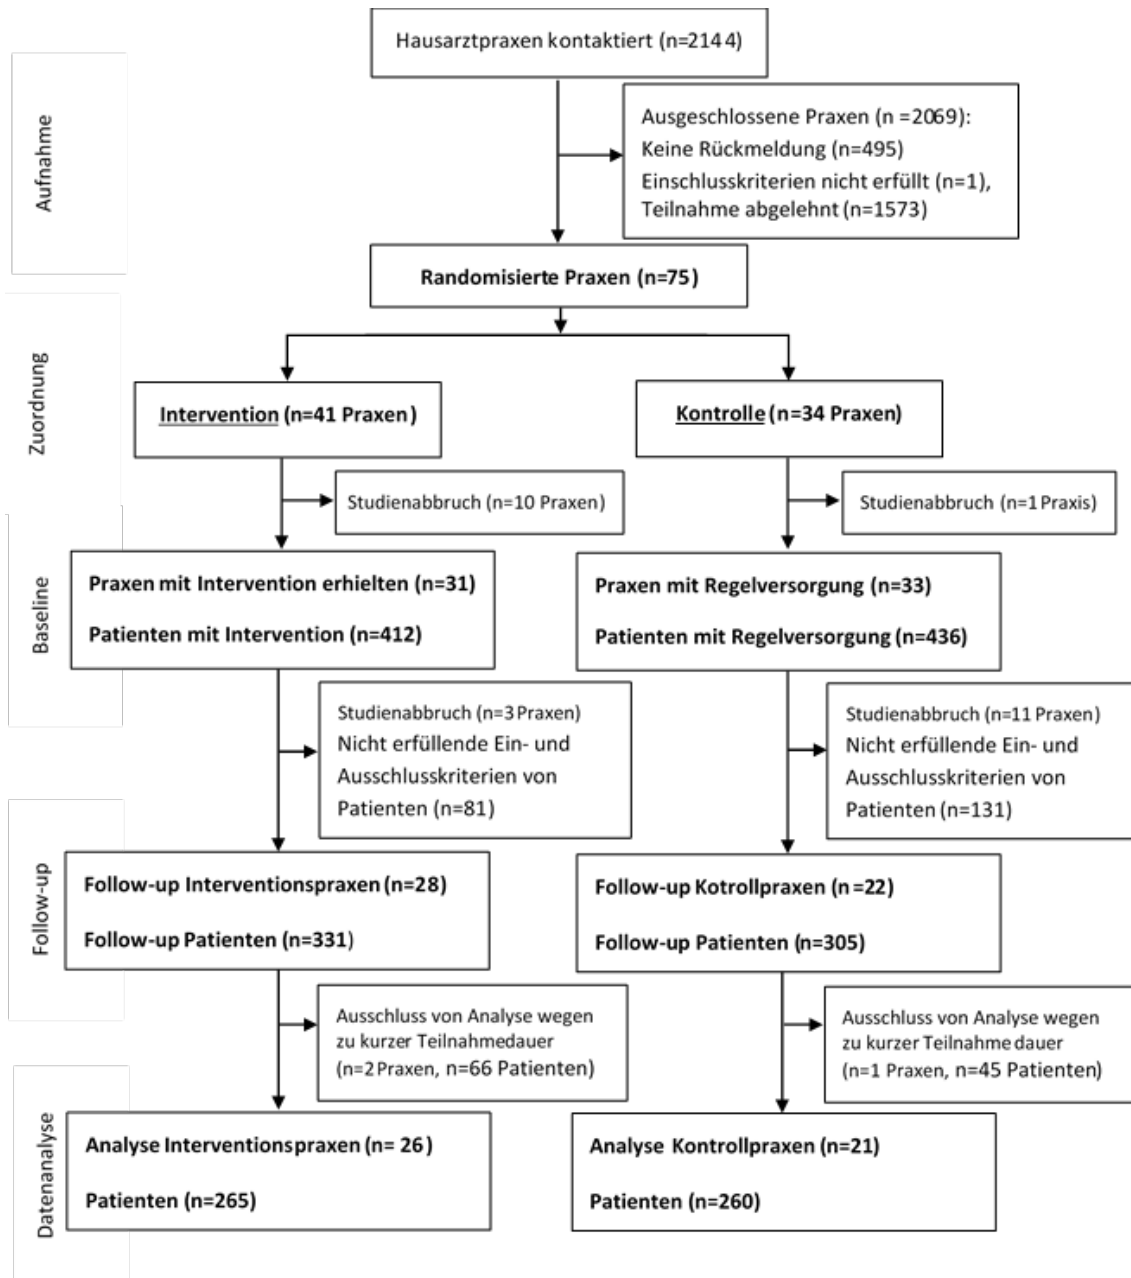 Hausarztpraxen kontaktiert (n=2144)
Aufnahme
Ausgeschlossene Praxen (n =2069):
Keine Rückmeldung (n=495)
Einschlusskriterien nicht erfüllt (n=1),
Teilnahme abgelehnt (n=1573)
Randomisierte Praxen (n=75)
Zuordnung
Intervention (n=41 Praxen)
Kontrolle (n=34 Praxen)
Studienabbruch (n=10 Praxen)
Studienabbruch (n=1 Praxis)
Baseline
Praxen mit Intervention erhielten (n=31)
Patienten mit Intervention (n=412)
Praxen mit Regelversorgung (n=33)
Patienten mit Regelversorgung (n=436)
Studienabbruch (n=3 Praxen)
Nicht erfüllende Ein- und
Ausschlusskriterien von
Patienten (n=81)
Studienabbruch (n=11 Praxen)
Nicht erfüllende Ein- und
Ausschlusskriterien von
Patienten (n=131)
Follow-up
Follow-up Interventionspraxen (n=28)
Follow-up Patienten (n=331)
Follow-up Kotrollpraxen (n =22)
Follow-up Patienten (n=305)
Ausschluss von Analyse wegen
zu kurzer Teilnahmedauer
(n=2 Praxen, n=66 Patienten)
Ausschluss von Analyse wegen
zu kurzer Teilnahme dauer
(n=1 Praxen, n=45 Patienten)
Datenanalyse
Analyse Interventionspraxen (n= 26)
Patienten (n=265)
Analyse Kontrollpraxen (n=21)
Patienten (n=260)